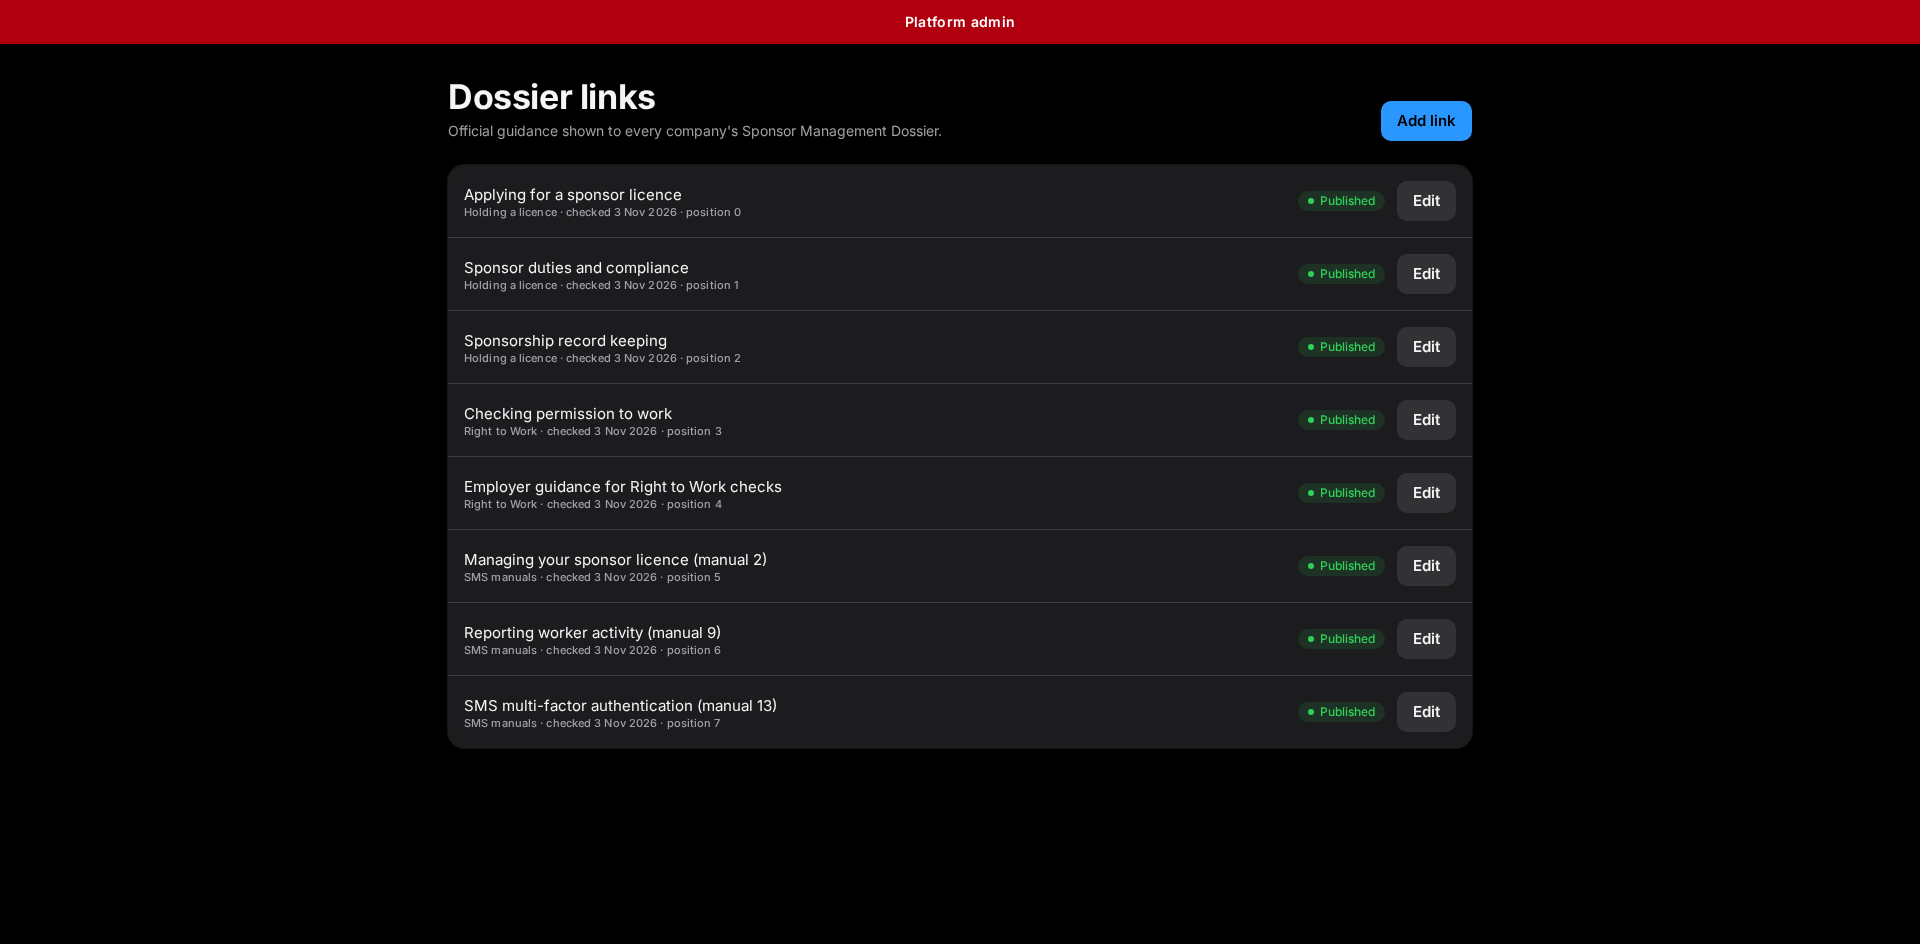 Platform admin
Dossier links
Official guidance shown to every company's Sponsor Management Dossier.
Add link
Applying for a sponsor licence
Holding a licence · checked 3 Nov 2026 · position 0
Published
Edit
Sponsor duties and compliance
Holding a licence · checked 3 Nov 2026 · position 1
Published
Edit
Sponsorship record keeping
Holding a licence · checked 3 Nov 2026 · position 2
Published
Edit
Checking permission to work
Right to Work · checked 3 Nov 2026 · position 3
Published
Edit
Employer guidance for Right to Work checks
Right to Work · checked 3 Nov 2026 · position 4
Published
Edit
Managing your sponsor licence (manual 2)
SMS manuals · checked 3 Nov 2026 · position 5
Published
Edit
Reporting worker activity (manual 9)
SMS manuals · checked 3 Nov 2026 · position 6
Published
Edit
SMS multi-factor authentication (manual 13)
SMS manuals · checked 3 Nov 2026 · position 7
Published
Edit